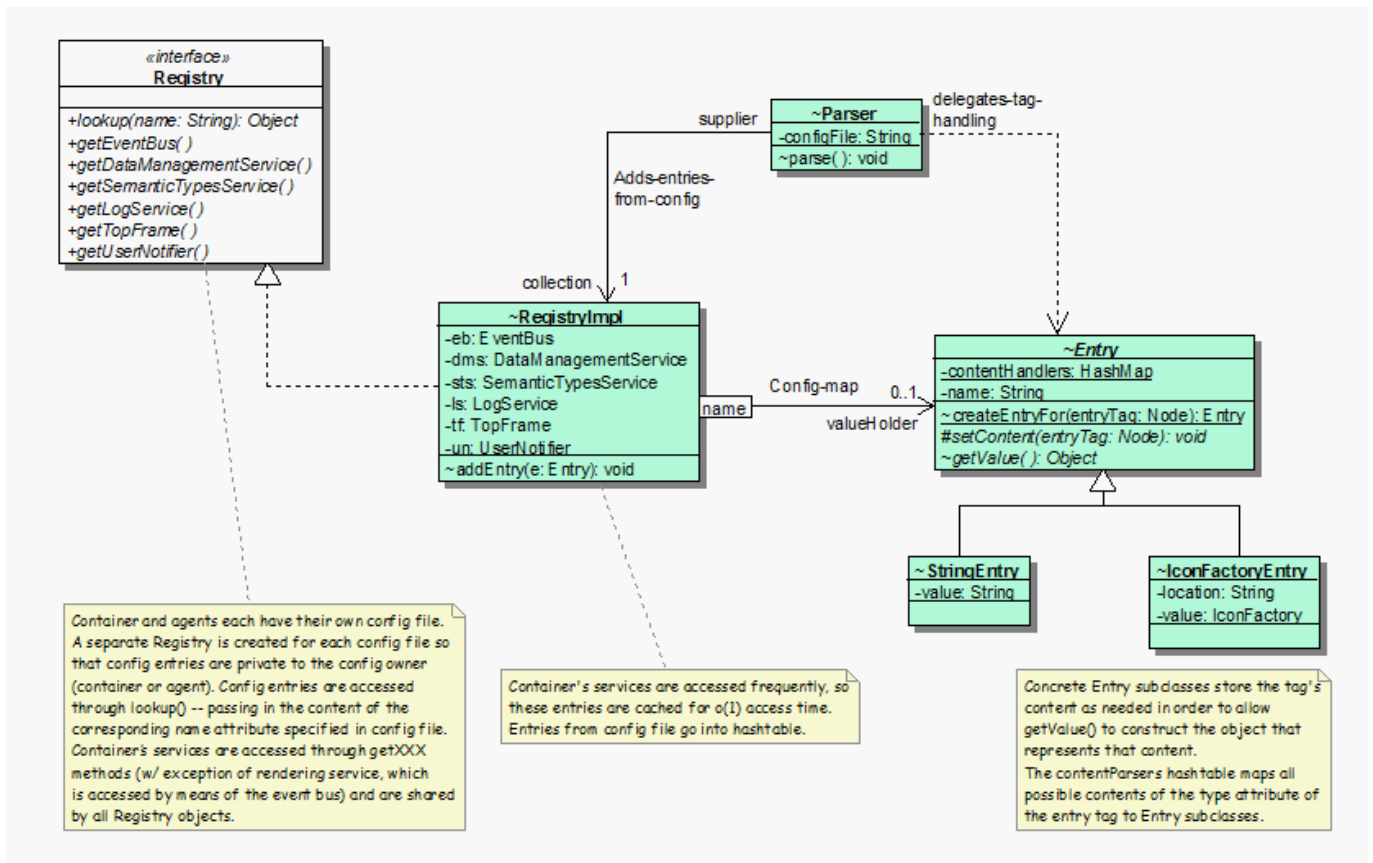 «interface»
Registry
+lookup(name: String): Object
+getEventBus( )
+getDataManagementService( )
+getSemanticTypesService( )
+getLogService( )
+getTopFrame( )
+getUserNotifier( )
supplier
~Parser
-configFile: String
~parse( ): void
delegates-tag-
handling
Adds-entries-
from-config
collection
1
~RegistryImpl
-eb: EventBus
-dms: DataManagementService
-sts: SemanticTypesService
-ls: LogService
-tf: TopFrame
-un: UserNotifier
~addEntry(e: Entry): void
name
Config-map
0..1
valueHolder
~Entry
-contentHandlers: HashMap
-name: String
~createEntryFor(entryTag: Node): Entry
#setContent(entryTag: Node): void
~getValue( ): Object
~StringEntry
-value: String
~IconFactoryEntry
-location: String
-value: IconFactory
Container and agents each have their own config file.
A separate Registry is created for each config file so
that config entries are private to the config owner
(container or agent). Config entries are accessed
through lookup() -- passing in the content of the
corresponding name attribute specified in config file.
Container's services are accessed through getXXX
methods (w/ exception of rendering service, which
is accessed by means of the event bus) and are shared
by all Registry objects.
Container's services are accessed frequently, so
these entries are cached for o(1) access time.
Entries from config file go into hashtable.
Concrete Entry subclasses store the tag's
content as needed in order to allow
getValue() to construct the object that
represents that content.
The contentParsers hashtable maps all
possible contents of the type attribute of
the entry tag to Entry subclasses.